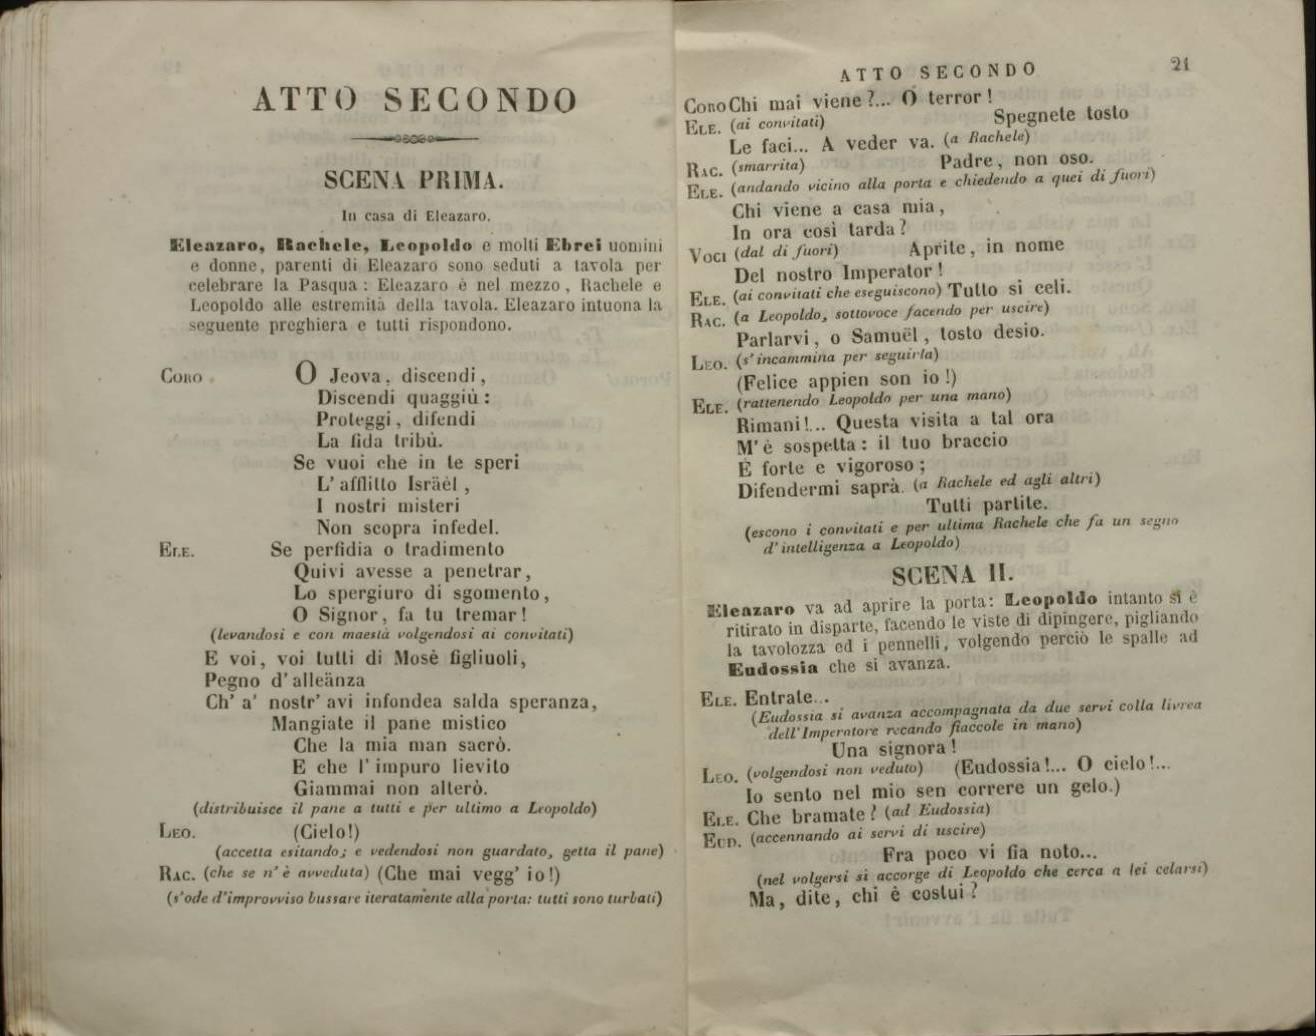 ATTO SECONDO
SCENA PRIMA.
In casa di Eleazaro.
Eleazaro, Rachele, Leopoldo e molti Ebrei uomini
e donne, parenti di Eleazaro sono seduti a tavola per
celebrare la Pasqua : Eleazaro è nel mezzo , Rachele e
Leopoldo alle estremità della tavola. Eleazaro intuona la
seguente preghiera e tutti rispondono.
CORO O Jeova , discendi ,
Discendi quaggiù :
Proteggi , difendi
La fida tribù.
Se vuoi che in te speri
L' afflitto Isräèl ,
I nostri misteri
Non scopra infedel.
ELE. Se perfidia o tradimento
Quivi avesse a penetrar ,
Lo spergiuro di sgomento ,
O Signor , fa tu tremar !
(levandosi e con maestà volgendosi ai convitati)
E voi , voi tutti di Mosè figliuoli ,
Pegno d' alleänza
Ch' a' nostr' avi infondea salda speranza ,
Mangiate il pane mistico
Che la mia man sacrò.
E che l' impuro lievito
Giammai non alterò.
(distribuisce il pane a tutti e per ultimo a Leopoldo)
LEO. (Cielo!)
(accetta esitando; e vedendosi non guardato, getta il pane)
RAC. (che se n' è avveduta) (Che mai vegg' io!)
(s'ode d'improvviso bussare iteratamente alla porta: tutti sono turbati)
ATTO SECONDO 21
CORO Chi mai viene ?... O terror !
ELE. (ai convitati) Spegnete tosto
Le faci... A veder va. (a Rachele)
RAC. (smarrita) Padre , non oso.
ELE. (andando vicino alla porta e chiedendo a quei di fuori)
Chi viene a casa mia ,
In ora così tarda ?
VOCI (dal di fuori) Aprite , in nome
Del nostro Imperator !
ELE. (ai convitati che eseguiscono) Tutto si celi.
RAC. (a Leopoldo, sottovoce facendo per uscire)
Parlarvi , o Samuël , tosto desio.
LEO. (s' incammina per seguirla)
(Felice appien son io !)
ELE. (rattenendo Leopoldo per una mano)
Rimani !... Questa visita a tal ora
M' è sospetta : il tuo braccio
È forte e vigoroso ;
Difendermi saprà. (a Rachele ed agli altri)
Tutti partite.
(escono i convitati e per ultima Rachele che fa un segno
d' intelligenza a Leopoldo)
SCENA II.
Eleazaro va ad aprire la porta: Leopoldo intanto si è
ritirato in disparte, facendo le viste di dipingere, pigliando
la tavolozza ed i pennelli, volgendo perciò le spalle ad
Eudossia che si avanza.
ELE. Entrate...
(Eudossia si avanza accompagnata da due servi colla livrea
dell' Imperatore recando fiaccole in mano)
Una signora !
LEO. (volgendosi non veduto) (Eudossia !... O cielo !...
Io sento nel mio sen correre un gelo.)
ELE. Che bramate ? (ad Eudossia)
EUD. (accennando ai servi di uscire)
Fra poco vi fia noto...
(nel volgersi si accorge di Leopoldo che cerca a lei celarsi)
Ma , dite , chi è costui ?